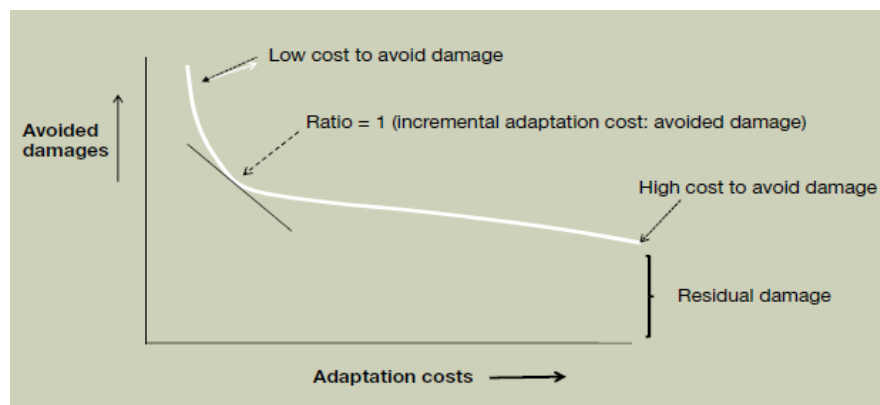 Low cost to avoid damage
Ratio = 1 (incremental adaptation cost: avoided damage)
Avoided
damages
High cost to avoid damage
Residual damage
Adaptation costs